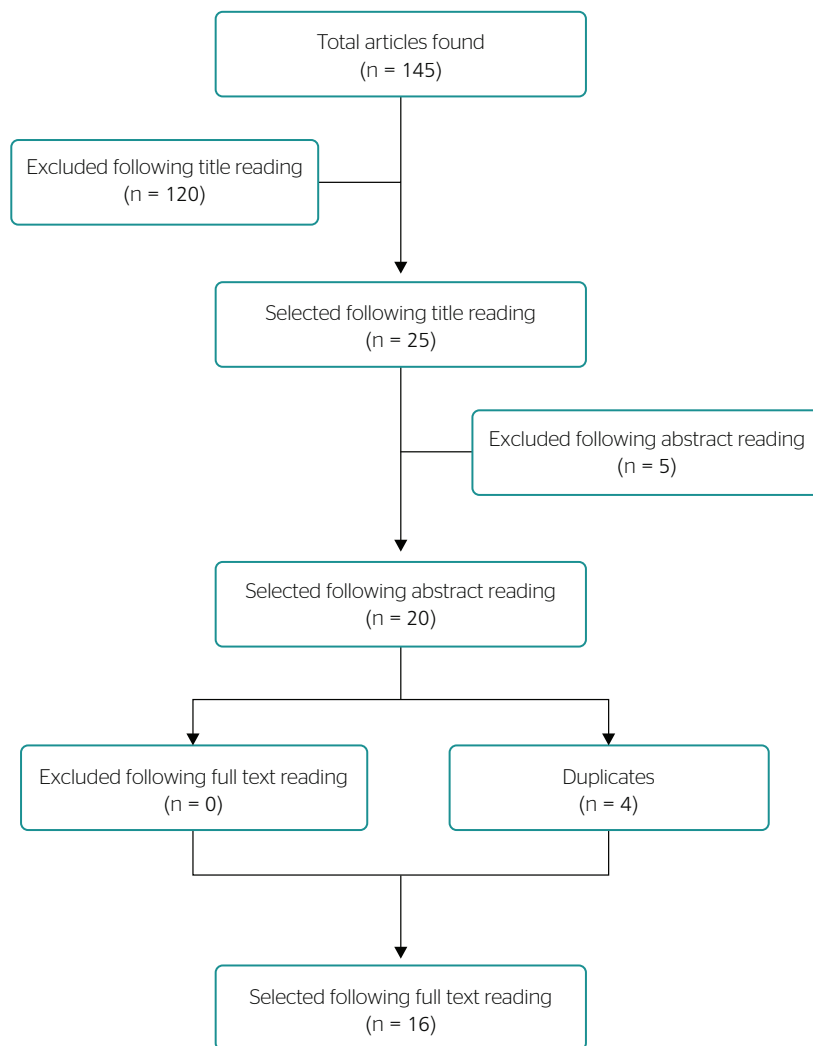 Total articles found
(n = 145)
Excluded following title reading
(n = 120)
Selected following title reading
(n = 25)
Excluded following abstract reading
(n = 5)
Selected following abstract reading
(n = 20)
Excluded following full text reading
(n = 0)
Duplicates
(n = 4)
Selected following full text reading
(n = 16)